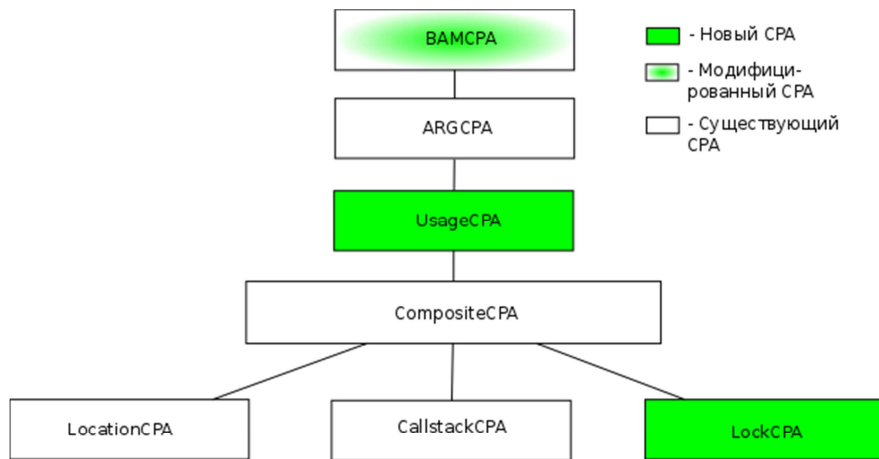 BAMCPA
ARGCPA
UsageCPA
CompositeCPA
LocationCPA
CallstackCPA
LockCPA
- Новый CPA
- Модифици-
рованный CPA
- Существующий
CPA